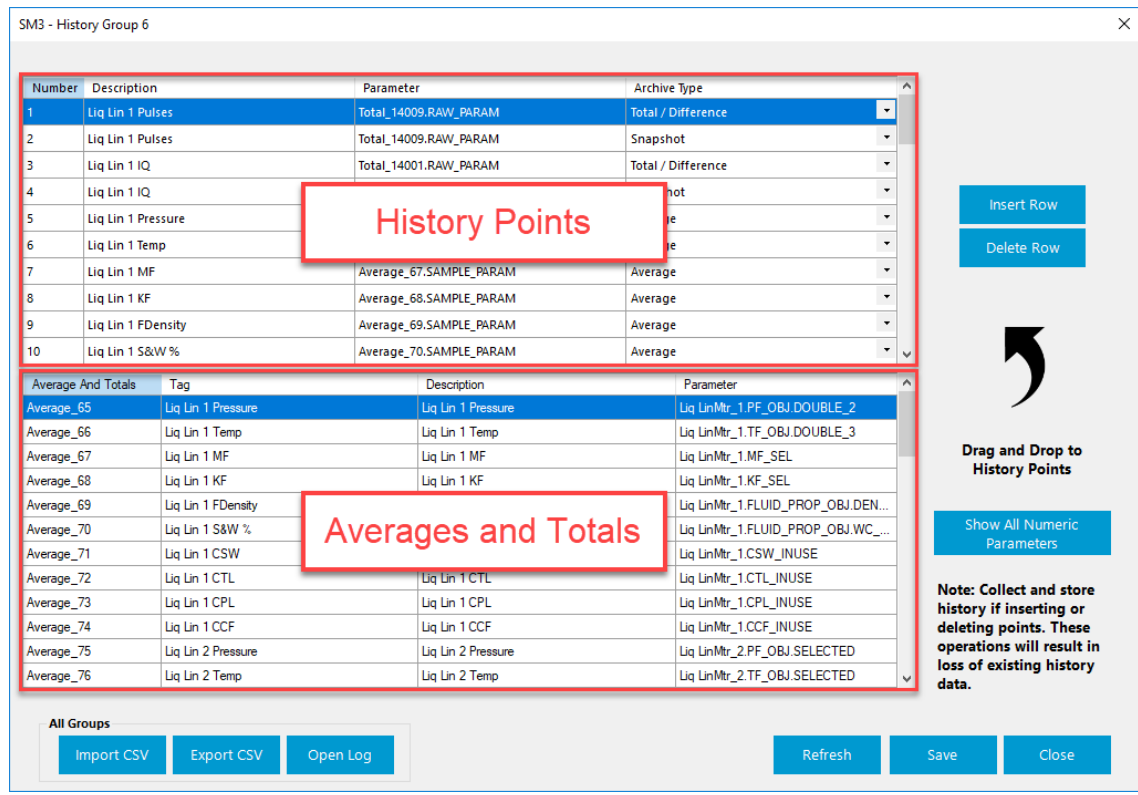 SM3 - History Group 6
Number Description Parameter Archive Type
1 Liq Lin 1 Pulses Total_14009.RAW_PARAM Total / Difference
2 Liq Lin 1 Pulses Total_14009.RAW_PARAM Snapshot
3 Liq Lin 1 IQ Total_14001.RAW_PARAM Total / Difference
4 Liq Lin 1 IQ
5 Liq Lin 1 Pressure
6 Liq Lin 1 Temp
History Points
7 Liq Lin 1 MF Average_67.SAMPLE_PARAM Average
8 Liq Lin 1 KF Average_68.SAMPLE_PARAM Average
9 Liq Lin 1 FDensity Average_69.SAMPLE_PARAM Average
10 Liq Lin 1 S&W % Average_70.SAMPLE_PARAM Average
Insert Row
Delete Row
Average And Totals Tag Description Parameter
Average_65 Liq Lin 1 Pressure Liq Lin 1 Pressure Liq LinMtr_1.PF_OBJ.DOUBLE_2
Average_66 Liq Lin 1 Temp Liq Lin 1 Temp Liq LinMtr_1.TF_OBJ.DOUBLE_3
Average_67 Liq Lin 1 MF Liq Lin 1 MF Liq LinMtr_1.MF_SEL
Average_68 Liq Lin 1 KF Liq Lin 1 KF Liq LinMtr_1.KF_SEL
Average_69 Liq Lin 1 FDensity Liq LinMtr_1.FLUID_PROP_OBJ.DEN...
Average_70 Liq Lin 1 S&W % Liq LinMtr_1.FLUID_PROP_OBJ.WC_...
Average_71 Liq Lin 1 CSW Liq LinMtr_1.CSW_INUSE
Averages and Totals
Average_72 Liq Lin 1 CTL Liq Lin 1 CTL Liq LinMtr_1.CTL_INUSE
Average_73 Liq Lin 1 CPL Liq Lin 1 CPL Liq LinMtr_1.CPL_INUSE
Average_74 Liq Lin 1 CCF Liq Lin 1 CCF Liq LinMtr_1.CCF_INUSE
Average_75 Liq Lin 2 Pressure Liq Lin 2 Pressure Liq LinMtr_2.PF_OBJ.SELECTED
Average_76 Liq Lin 2 Temp Liq Lin 2 Temp Liq LinMtr_2.TF_OBJ.SELECTED
Drag and Drop to
History Points
Show All Numeric
Parameters
Note: Collect and store
history if inserting or
deleting points. These
operations will result in
loss of existing history
data.
All Groups
Import CSV Export CSV Open Log Refresh Save Close